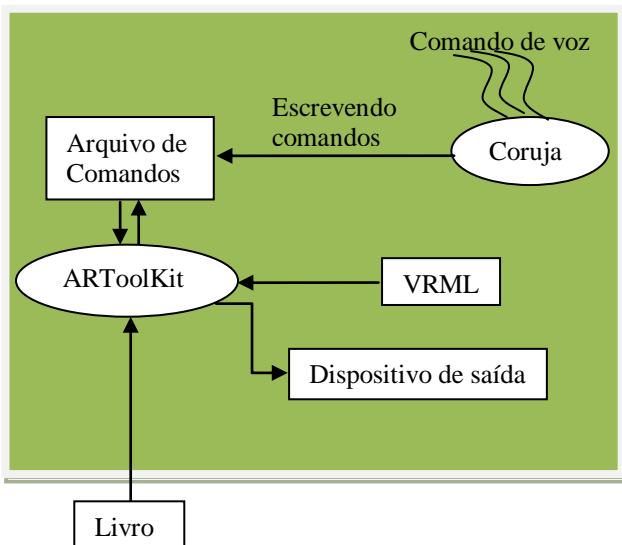 Comando de voz
Escrevendo
comandos
Coruja
Arquivo de
Comandos
ARToolKit
VRML
Dispositivo de saída
Livro